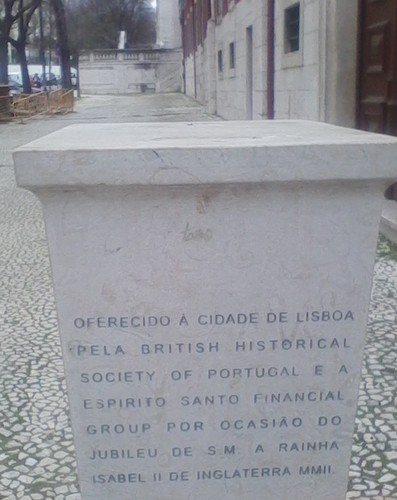 OFERECIDO À CIDADE DE LISBOA
PELA BRITISH HISTORICAL
SOCIETY OF PORTUGAL E A
ESPIRITO SANTO FINANCIAL
GROUP POR OCASIÃO DO
JUBILEU DE S.M. A RAINHA
ISABEL II DE INGLATERRA MMII.